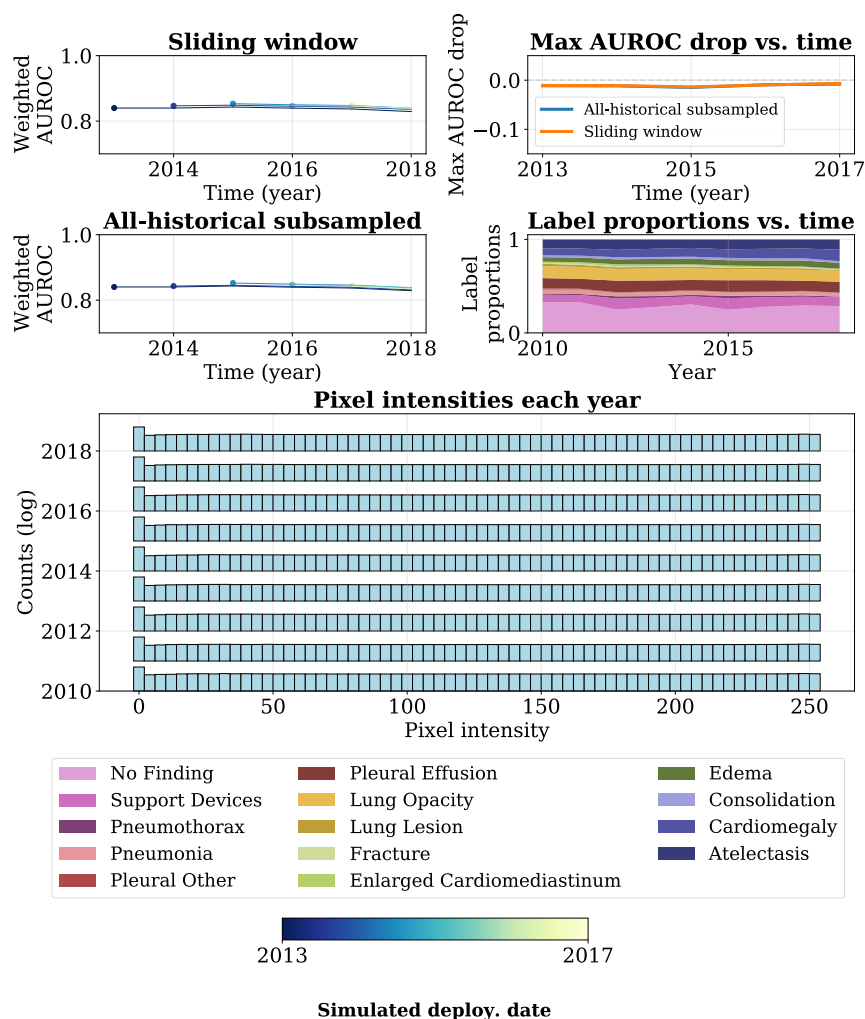 Sliding window
Weighted AUROC
1.0
0.8
2014
2016
2018
Time (year)
Max AUROC drop vs. time
Max AUROC drop
0.0
−0.1
All-historical subsampled
Sliding window
2013
2015
2017
Time (year)
All-historical subsampled
Weighted AUROC
1.0
0.8
2014
2016
2018
Time (year)
Label proportions vs. time
Label proportions
1
0
2010
2015
Year
Pixel intensities each year
Counts (log)
2018
2016
2014
2012
2010
0
50
100
150
200
250
Pixel intensity
No Finding
Support Devices
Pneumothorax
Pneumonia
Pleural Other
Pleural Effusion
Lung Opacity
Lung Lesion
Fracture
Enlarged Cardiomediastinum
Edema
Consolidation
Cardiomegaly
Atelectasis
2013
2017
Simulated deploy. date